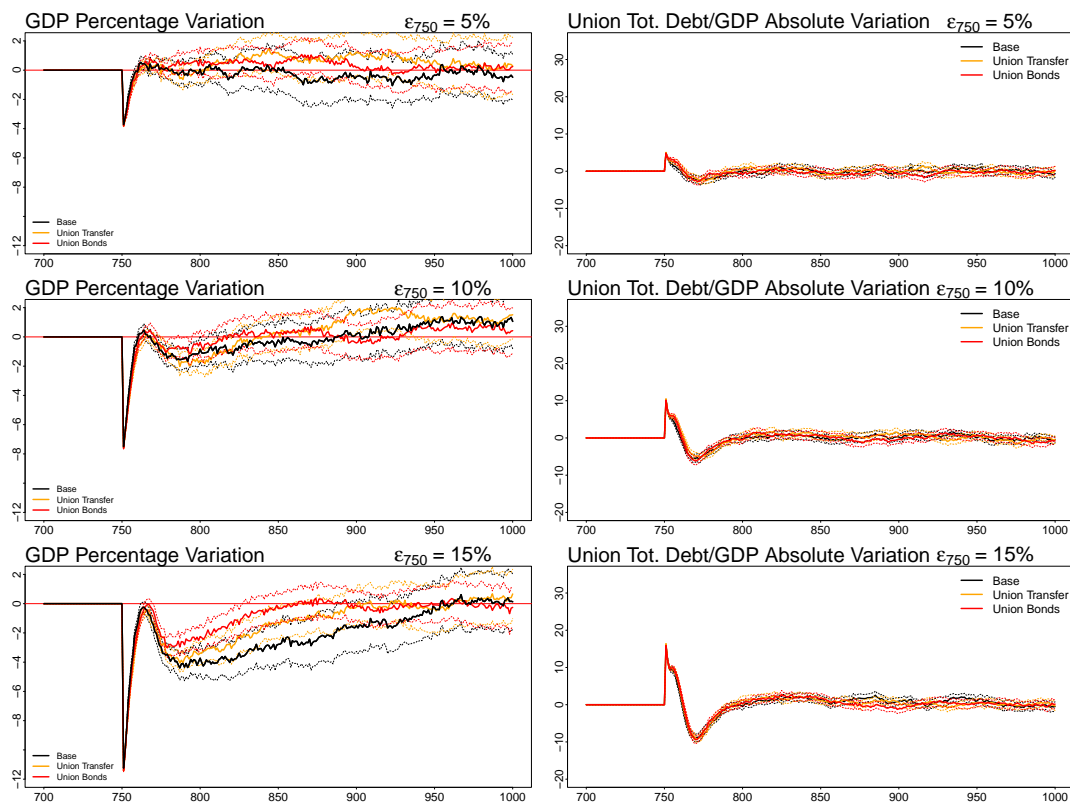 GDP Percentage Variation ε750 = 5%
2
0
-2
-4
-6
-8
-12
Base
Union Transfer
Union Bonds
700 750 800 850 900 950 1000
Union Tot. Debt/GDP Absolute Variation ε750 = 5%
30
20
10
0
-10
-20
Base
Union Transfer
Union Bonds
700 750 800 850 900 950 1000
GDP Percentage Variation ε750 = 10%
2
0
-2
-4
-6
-8
-12
Base
Union Transfer
Union Bonds
700 750 800 850 900 950 1000
Union Tot. Debt/GDP Absolute Variation ε750 = 10%
30
20
10
0
-10
-20
Base
Union Transfer
Union Bonds
700 750 800 850 900 950 1000
GDP Percentage Variation ε750 = 15%
2
0
-2
-4
-6
-8
-12
Base
Union Transfer
Union Bonds
700 750 800 850 900 950 1000
Union Tot. Debt/GDP Absolute Variation ε750 = 15%
30
20
10
0
-10
-20
Base
Union Transfer
Union Bonds
700 750 800 850 900 950 1000